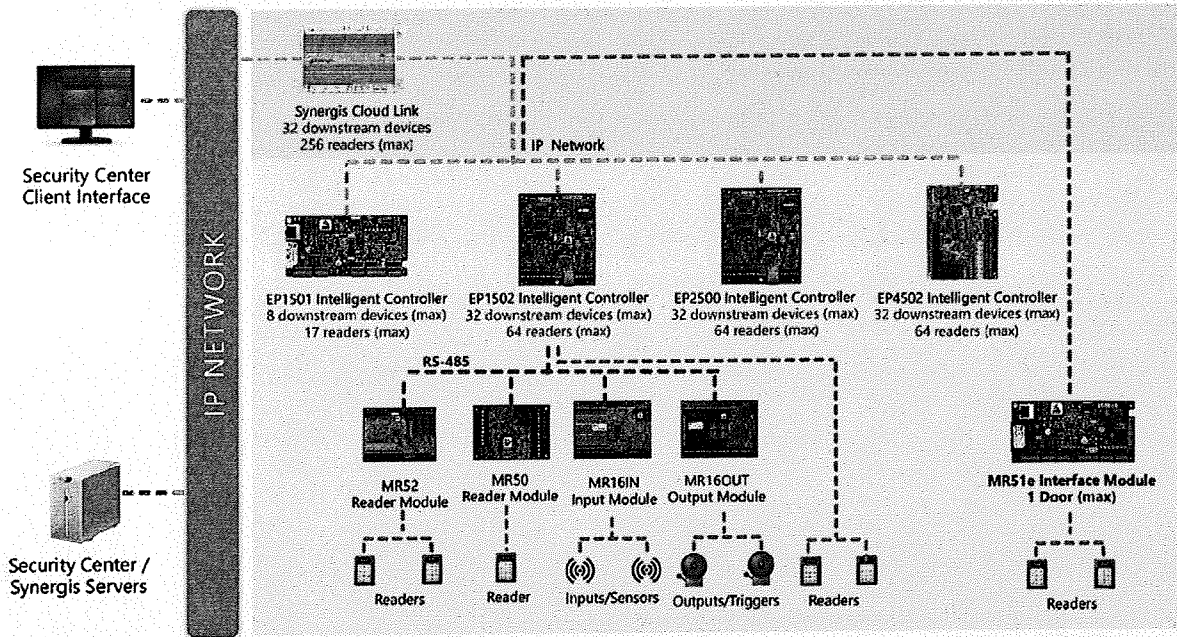 Synergis Cloud Link
32 downstream devices
256 readers (max)
IP Network
Security Center
Client Interface
IP NETWORK
EP1501 Intelligent Controller
8 downstream devices (max)
17 readers (max)
EP1502 Intelligent Controller
32 downstream devices (max)
64 readers (max)
EP2500 Intelligent Controller
32 downstream devices (max)
64 readers (max)
EP4502 Intelligent Controller
32 downstream devices (max)
64 readers (max)
RS-485
MR52
Reader Module
MR50
Reader Module
MR16IN
Input Module
MR16OUT
Output Module
MR51e Interface Module
1 Door (max)
Security Center /
Synergis Servers
Readers
Reader
Inputs/Sensors
Outputs/Triggers
Readers
Readers